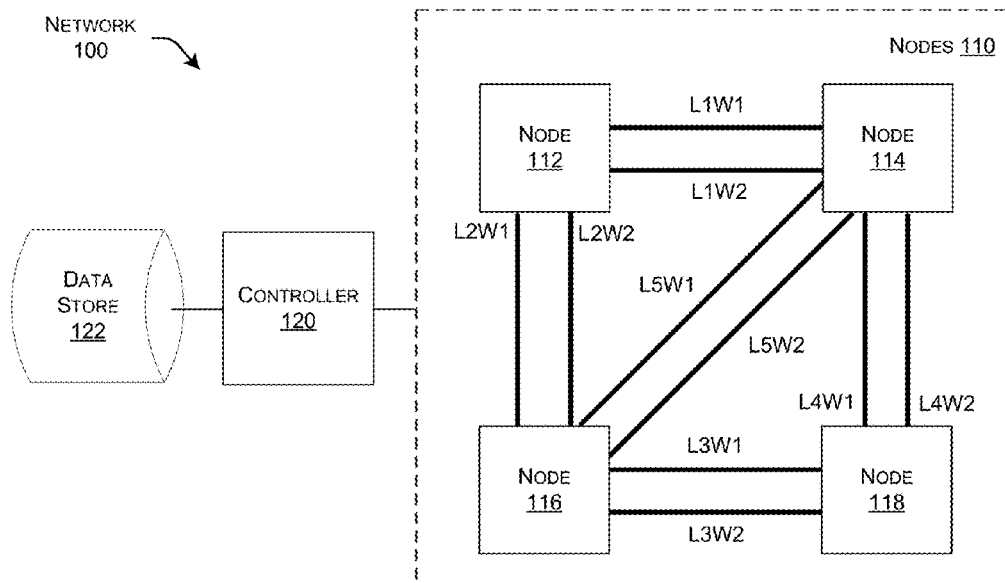 NETWORK
100
NODES 110
L1W1
NODE
112
NODE
114
L1W2
L2W1
L2W2
DATA
STORE
122
CONTROLLER
120
L5W1
L5W2
L4W1
L4W2
L3W1
NODE
116
NODE
118
L3W2